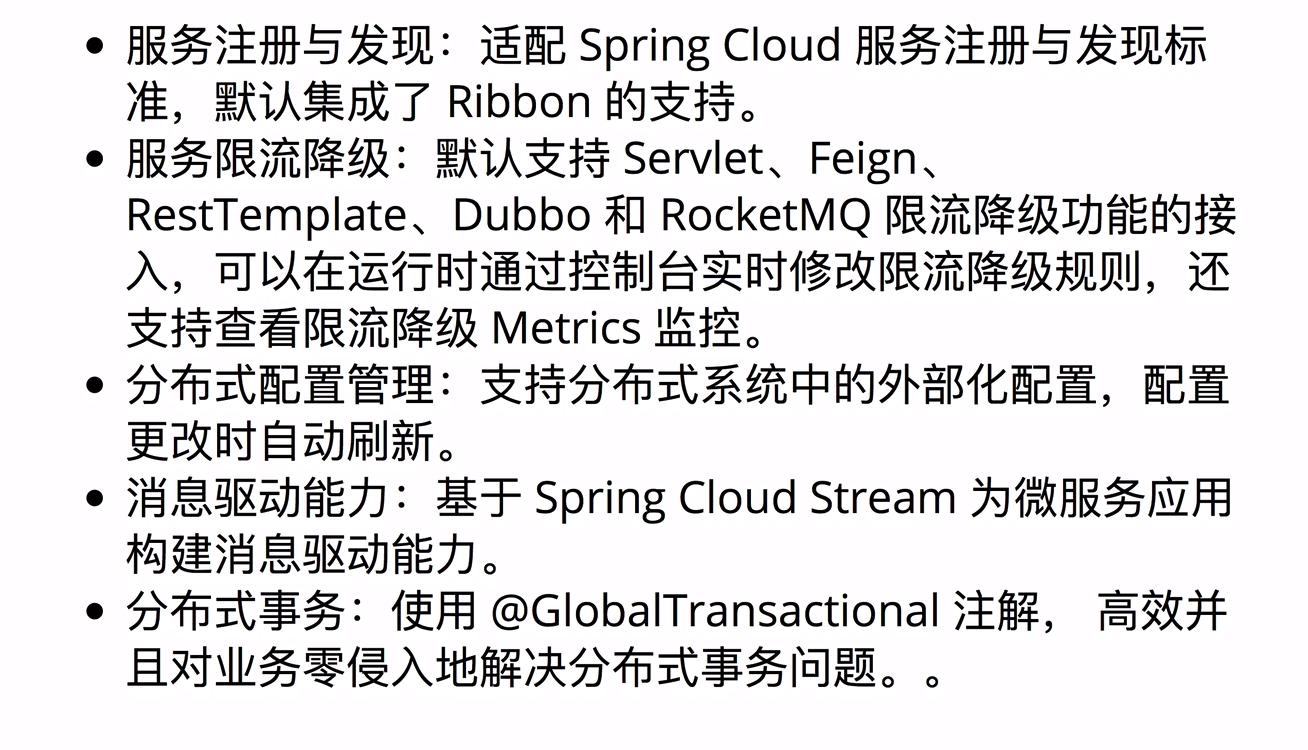 • 服务注册与发现：适配 Spring Cloud 服务注册与发现标
准，默认集成了 Ribbon 的支持。
• 服务限流降级：默认支持 Servlet、Feign、
RestTemplate、Dubbo 和 RocketMQ 限流降级功能的接
入，可以在运行时通过控制台实时修改限流降级规则，还
支持查看限流降级 Metrics 监控。
• 分布式配置管理：支持分布式系统中的外部化配置，配置
更改时自动刷新。
• 消息驱动能力：基于 Spring Cloud Stream 为微服务应用
构建消息驱动能力。
• 分布式事务：使用 @GlobalTransactional 注解， 高效并
且对业务零侵入地解决分布式事务问题。。